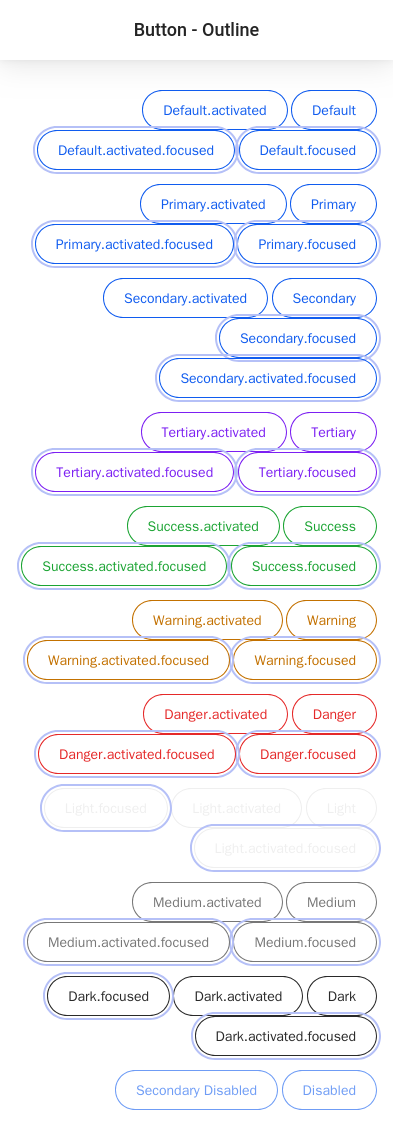 Button - Outline
Default.activated Default
Default.activated.focused Default.focused
Primary.activated Primary
Primary.activated.focused Primary.focused
Secondary.activated Secondary
Secondary.focused
Secondary.activated.focused
Tertiary.activated Tertiary
Tertiary.activated.focused Tertiary.focused
Success.activated Success
Success.activated.focused Success.focused
Warning.activated Warning
Warning.activated.focused Warning.focused
Danger.activated Danger
Danger.activated.focused Danger.focused
Light.focused Light.activated Light
Light.activated.focused
Medium.activated Medium
Medium.activated.focused Medium.focused
Dark.focused Dark.activated Dark
Dark.activated.focused
Secondary Disabled Disabled